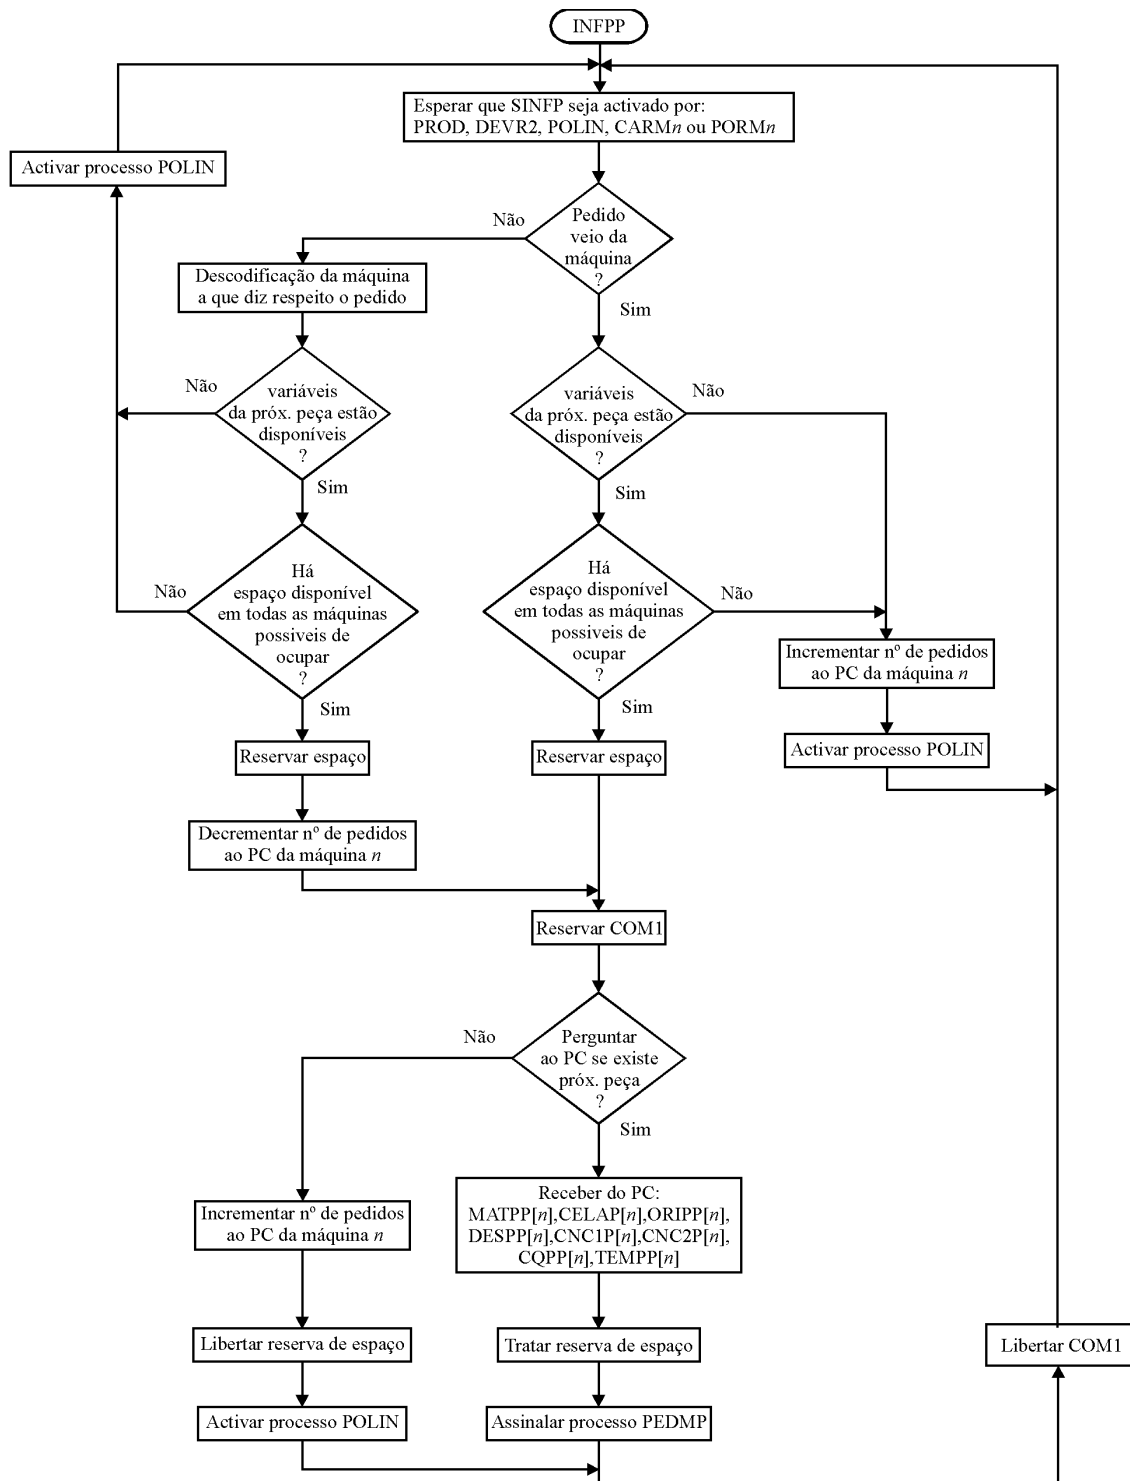 INFPP
Esperar que SINFP seja activado por:
PROD, DEVR2, POLIN, CARMn ou PORMn
Activar processo POLIN
Não
Pedido
veio da
máquina
?
Sim
Descodificação da máquina
a que diz respeito o pedido
Não
variáveis
da próx. peça estão
disponíveis
?
Sim
variáveis
da próx. peça estão
disponíveis
?
Não
Sim
Não
Há
espaço disponível
em todas as máquinas
possiveis de
ocupar
?
Sim
Há
espaço disponível
em todas as máquinas
possiveis de
ocupar
?
Não
Sim
Incrementar nº de pedidos
ao PC da máquina n
Activar processo POLIN
Reservar espaço
Reservar espaço
Decrementar nº de pedidos
ao PC da máquina n
Reservar COM1
Não
Perguntar
ao PC se existe
próx. peça
?
Sim
Incrementar nº de pedidos
ao PC da máquina n
Receber do PC:
MATPP[n],CELAP[n],ORIPP[n],
DESPP[n],CNC1P[n],CNC2P[n],
CQPP[n],TEMPP[n]
Libertar reserva de espaço
Tratar reserva de espaço
Libertar COM1
Activar processo POLIN
Assinalar processo PEDMP